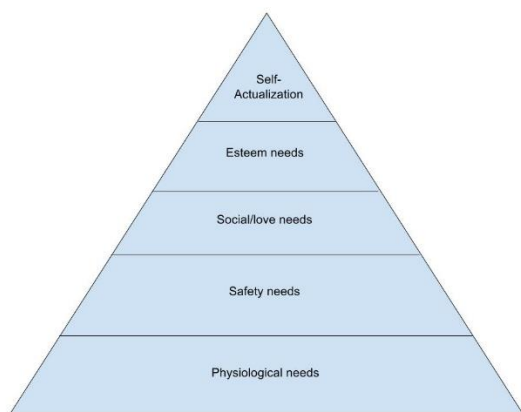 Self-
Actualization
Esteem needs
Social/love needs
Safety needs
Physiological needs